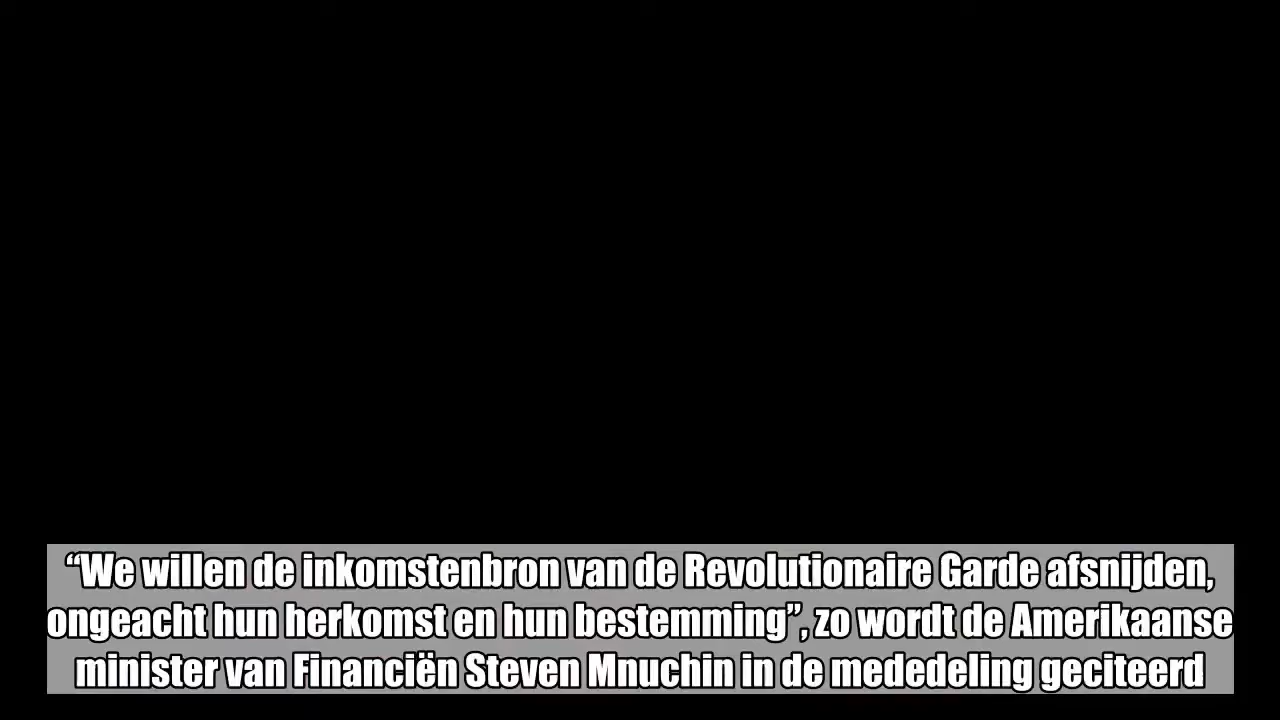 “We willen de inkomstenbron van de Revolutionaire Garde afsnijden,
ongeacht hun herkomst en hun bestemming”, zo wordt de Amerikaanse
minister van Financiën Steven Mnuchin in de mededeling geciteerd